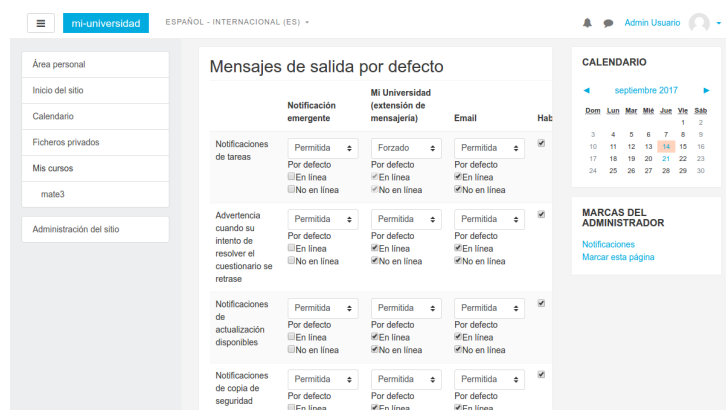 mi-universidad
ESPAÑOL - INTERNACIONAL (ES)
Admin Usuario
Área personal
Inicio del sitio
Calendario
Ficheros privados
Mis cursos
mate3
Administración del sitio
Mensajes de salida por defecto
Notificación
emergente
Mi Universidad
(extensión de
mensajería)
Email
Hab
Notificaciones
de tareas
Permitida
Por defecto
En línea
No en línea
Forzado
Por defecto
En línea
No en línea
Permitida
Por defecto
En línea
No en línea
Advertencia
cuando su
intento de
resolver el
cuestionario se
retrase
Permitida
Por defecto
En línea
No en línea
Permitida
Por defecto
En línea
No en línea
Permitida
Por defecto
En línea
No en línea
Notificaciones
de
actualización
disponibles
Permitida
Por defecto
En línea
No en línea
Permitida
Por defecto
En línea
No en línea
Permitida
Por defecto
En línea
No en línea
Notificaciones
de copia de
seguridad
Permitida
Por defecto
En línea
Permitida
Por defecto
En línea
Permitida
Por defecto
En línea
CALENDARIO
septiembre 2017
Dom Lun Mar Mié Jue Vie Sáb
1 2
3 4 5 6 7 8 9
10 11 12 13 14 15 16
17 18 19 20 21 22 23
24 25 26 27 28 29 30
MARCAS DEL
ADMINISTRADOR
Notificaciones
Marcar esta página